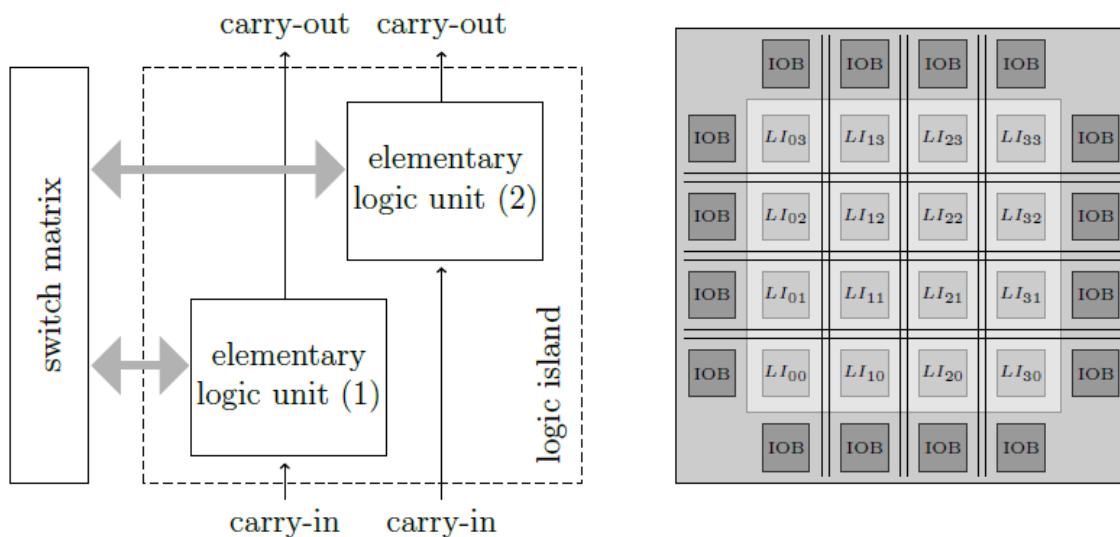 carry-out carry-out
switch matrix
elementary
logic unit (2)
elementary
logic unit (1)
logic island
carry-in carry-in
IOB IOB IOB IOB
IOB LI03 LI13 LI23 LI33 IOB
IOB LI02 LI12 LI22 LI32 IOB
IOB LI01 LI11 LI21 LI31 IOB
IOB LI00 LI10 LI20 LI30 IOB
IOB IOB IOB IOB